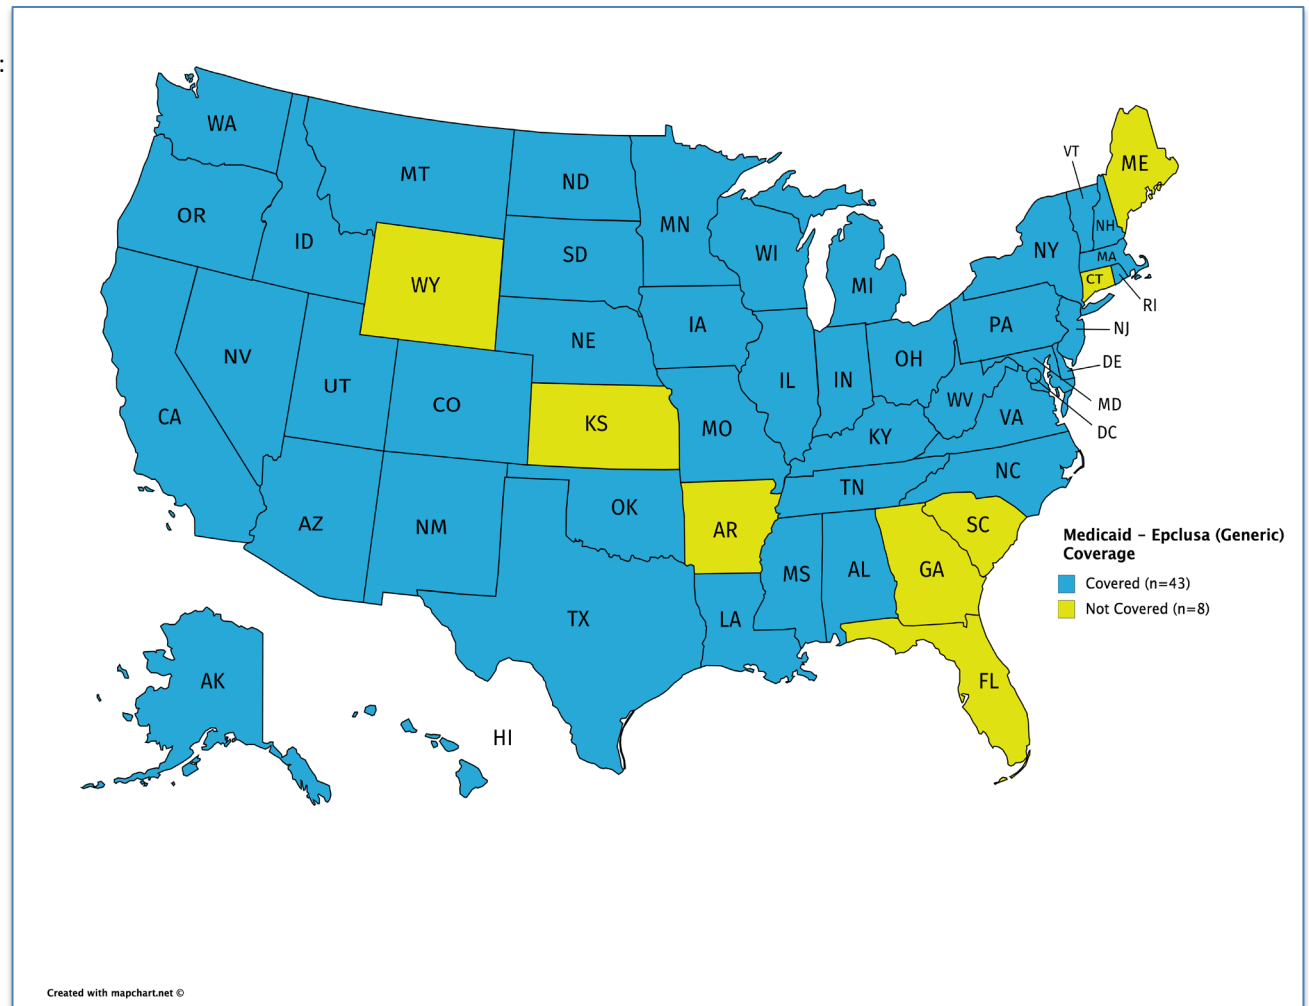 :
WA
MT
ND
MN
VT
ME
OR
ID
SD
WI
MI
NY
NH
MA
CT
RI
WY
IA
PA
NJ
NV
NE
OH
DE
UT
IL
IN
MD
CA
CO
KS
MO
WV
VA
DC
KY
NC
AZ
NM
OK
AR
TN
SC
MS
AL
GA
TX
LA
FL
AK
HI
Medicaid – Epclusa (Generic)
Coverage
Covered (n=43)
Not Covered (n=8)
Created with mapchart.net ©